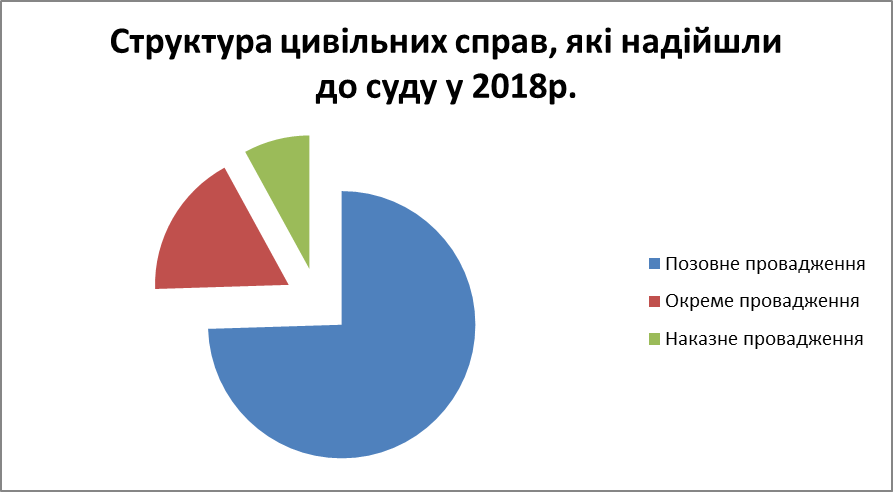 Структура цивільних справ, які надійшли
до суду у 2018р.
Позовне провадження
Окреме провадження
Наказне провадження